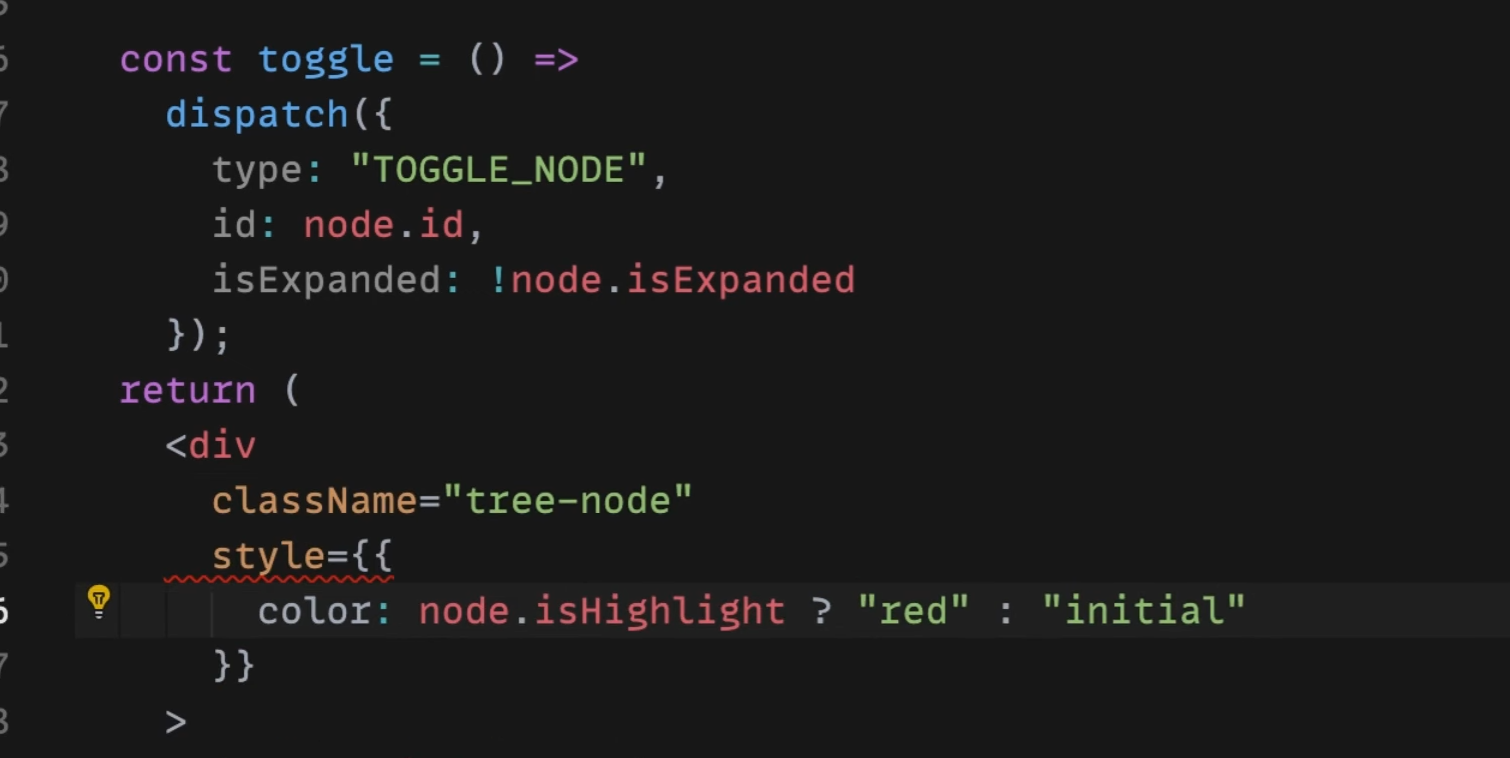 const toggle = () =>
dispatch({
type: "TOGGLE_NODE",
id: node.id,
isExpanded: !node.isExpanded
});
return (
<div
className="tree-node"
style={{
color: node.isHighlight ? "red" : "initial"
}}
>